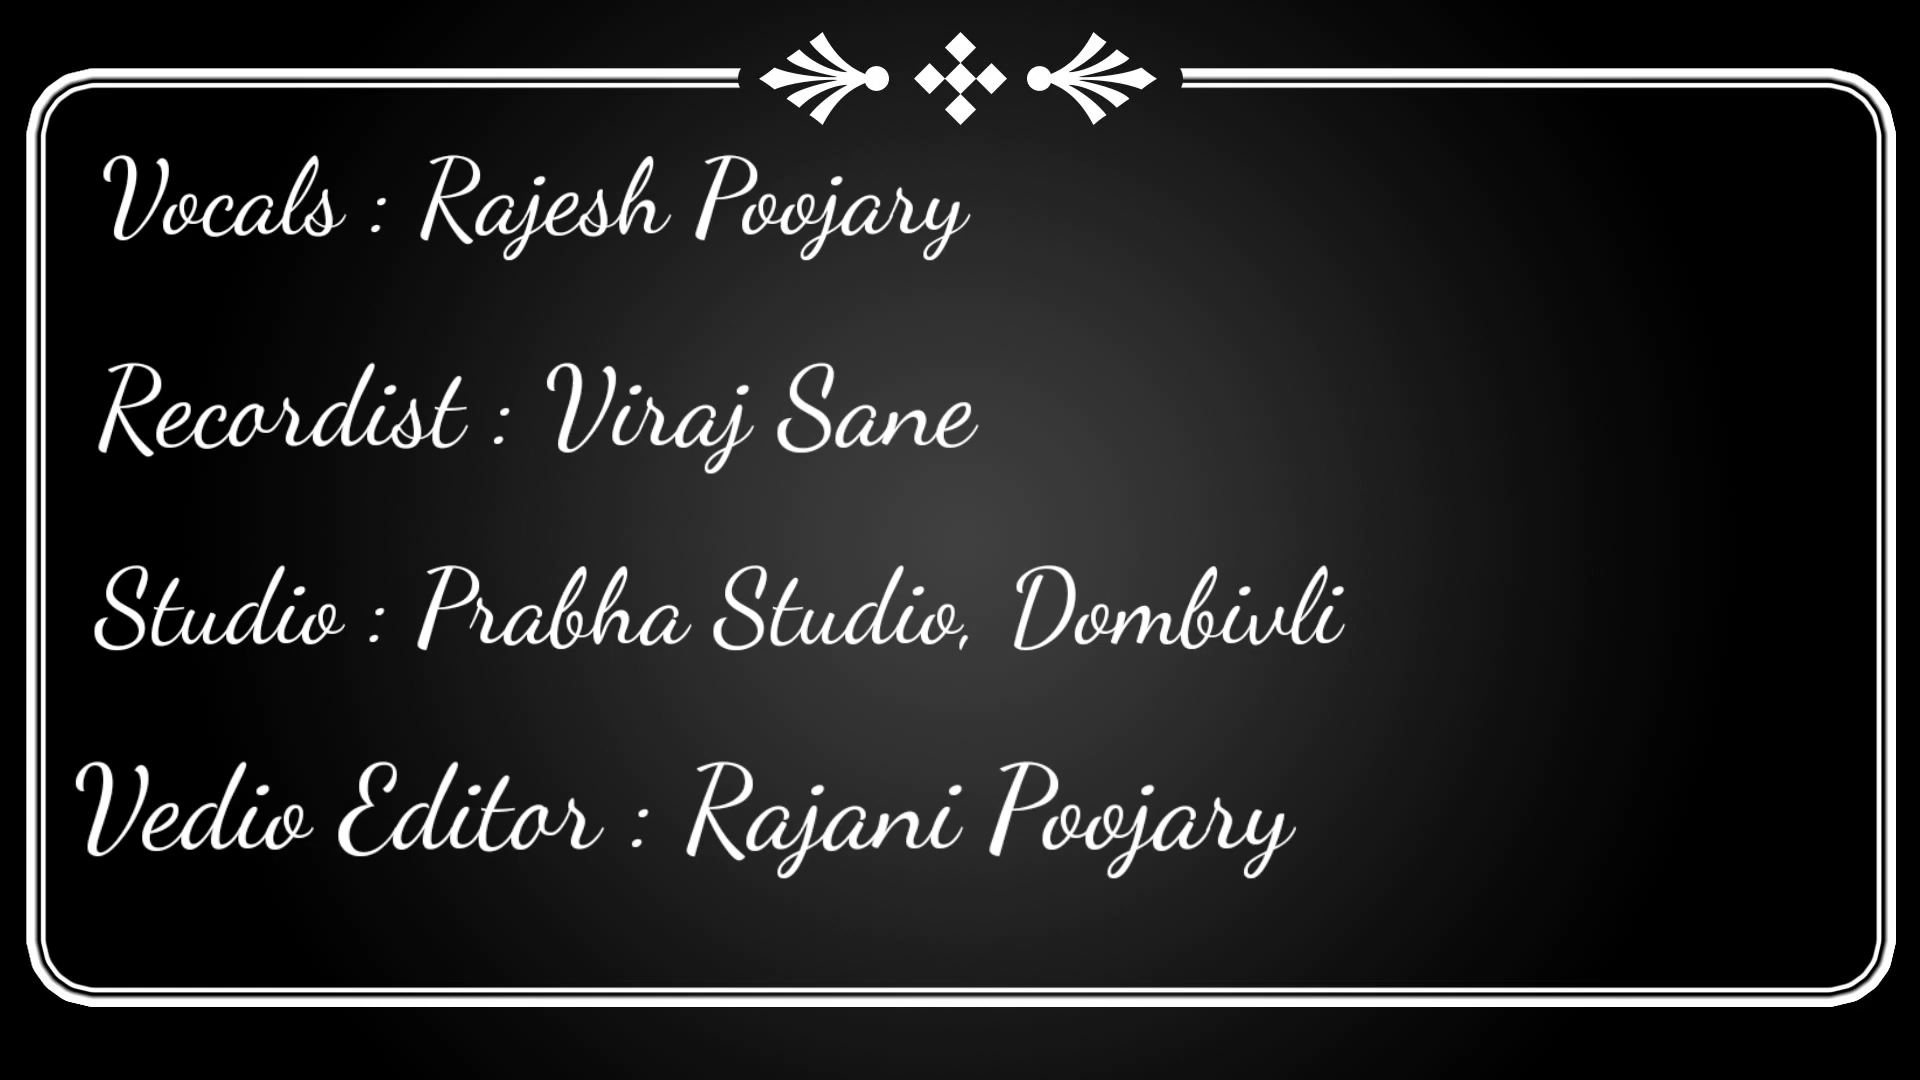 Vocals : Rajesh Poojary
Recordist : Viraj Sane
Studio : Prabha Studio, Dombivli
Vedio Editor : Rajani Poojary